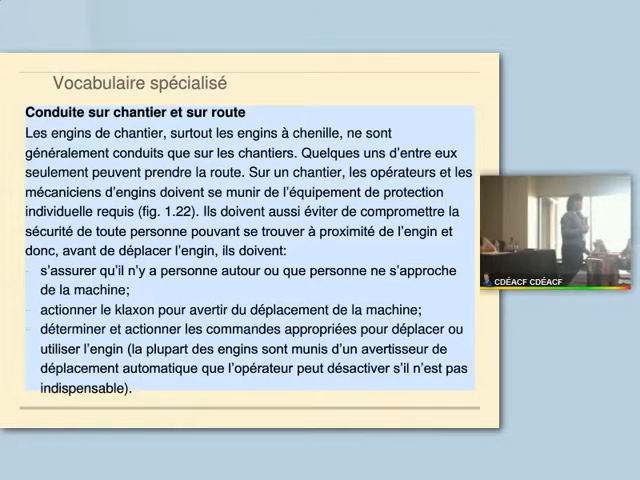 Vocabulaire spécialisé
Conduite sur chantier et sur route
Les engins de chantier, surtout les engins à chenille, ne sont
généralement conduits que sur les chantiers. Quelques uns d'entre eux
seulement peuvent prendre la route. Sur un chantier, les opérateurs et les
mécaniciens d'engins doivent se munir de l'équipement de protection
individuelle requis (fig. 1.22). Ils doivent aussi éviter de compromettre la
sécurité de toute personne pouvant se trouver à proximité de l'engin et
donc, avant de déplacer l'engin, ils doivent:
- s'assurer qu'il n'y a personne autour ou que personne ne s'approche
de la machine;
- actionner le klaxon pour avertir du déplacement de la machine;
- déterminer et actionner les commandes appropriées pour déplacer ou
utiliser l'engin (la plupart des engins sont munis d'un avertisseur de
déplacement automatique que l'opérateur peut désactiver s'il n'est pas
indispensable).
CDÉACF CDÉACF